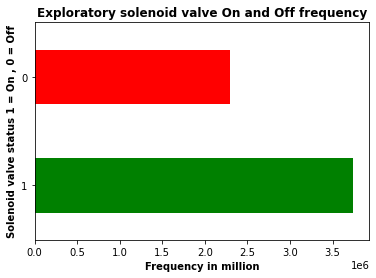 Exploratory solenoid valve On and Off frequency
Solenoid valve status 1 = On , 0 = Off
0
1
0.0 0.5 1.0 1.5 2.0 2.5 3.0 3.5
1e6
Frequency in million